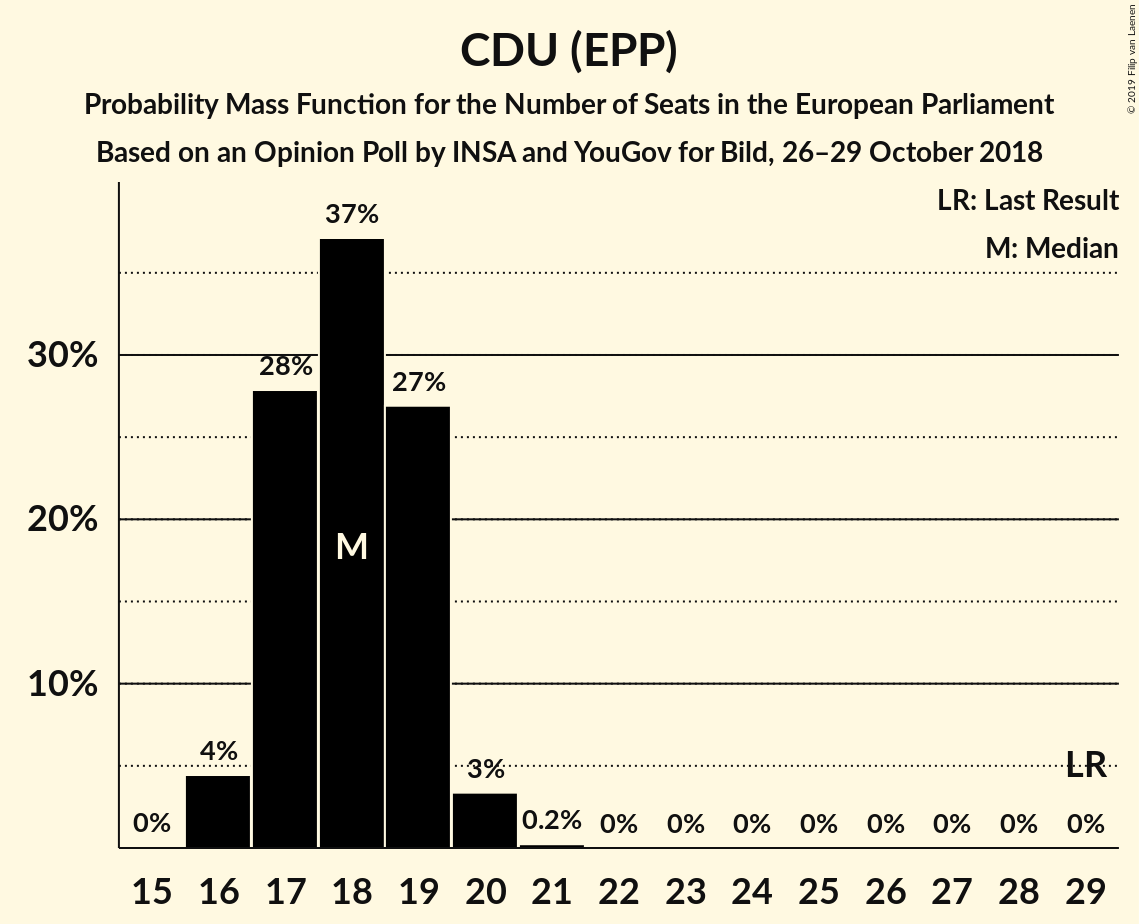 CDU (EPP)
Probability Mass Function for the Number of Seats in the European Parliament
Based on an Opinion Poll by INSA and YouGov for Bild, 26–29 October 2018
© 2019 Filip van Laenen
LR: Last Result
M: Median
37%
30%
28%
27%
20%
M
10%
4%
3%
LR
0%
0.2%
0%
0%
0%
0%
0%
0%
0%
0%
15 16 17 18 19 20 21 22 23 24 25 26 27 28 29